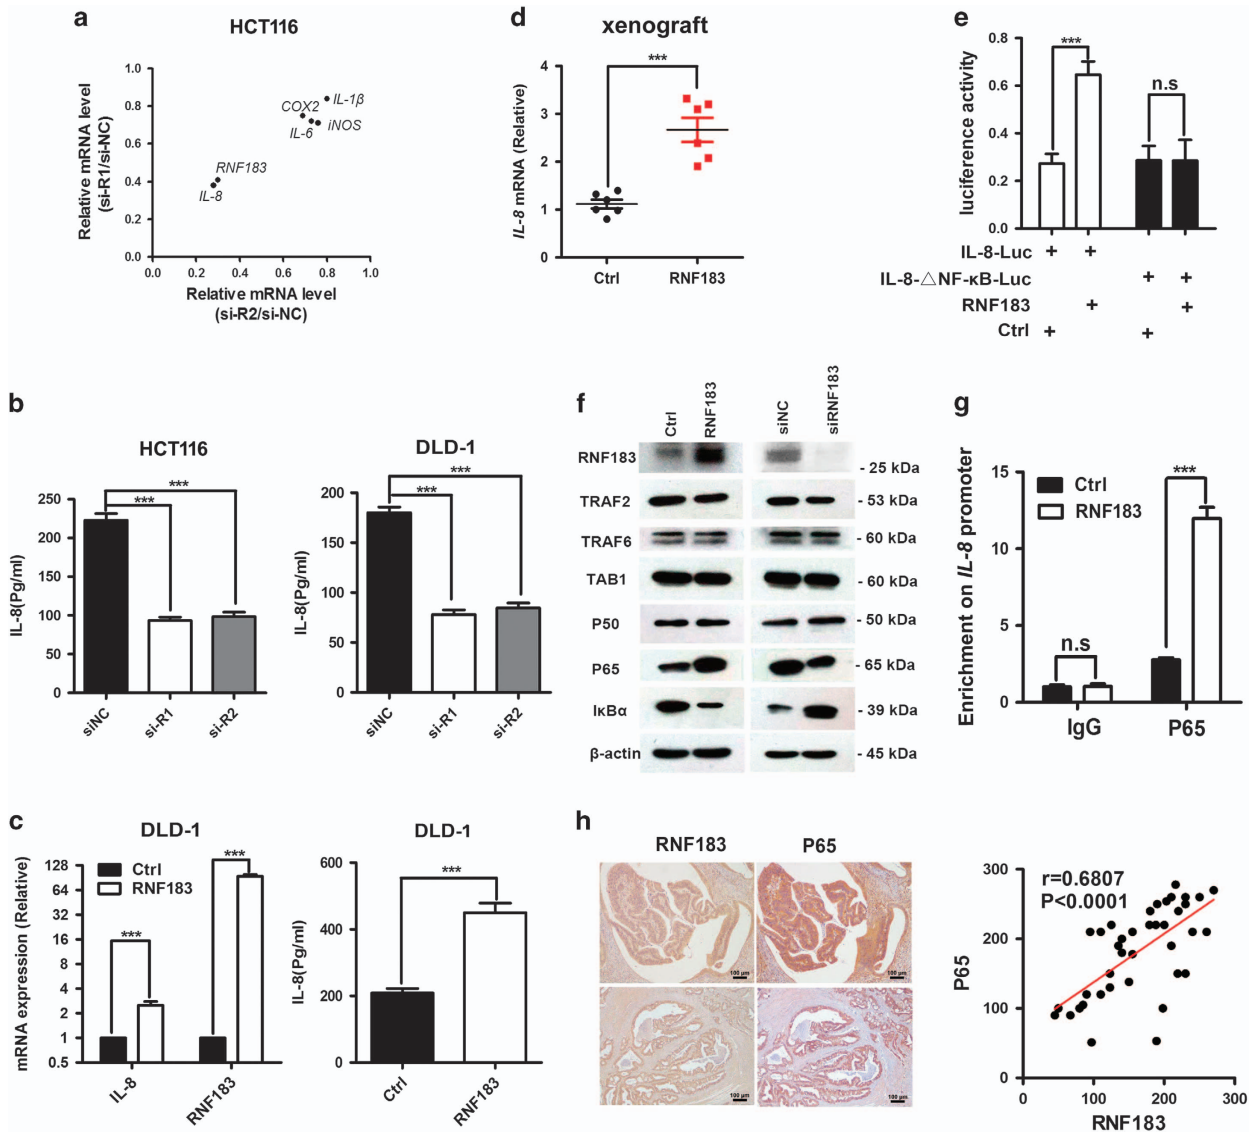 a
HCT116
Relative mRNA level
(si-R1/si-NC)
1.0
0.8
0.6
0.4
0.2
0.0
COX2
IL-1β
IL-6
iNOS
RNF183
IL-8
0.0 0.2 0.4 0.6 0.8 1.0
Relative mRNA level
(si-R2/si-NC)
d
xenograft
IL-8 mRNA (Relative)
4
3
2
1
0
***
Ctrl RNF183
e
luciference activity
0.8
0.6
0.4
0.2
0.0
***
n.s
IL-8-Luc + +
IL-8-△NF-κB-Luc + +
RNF183 + +
Ctrl + +
b
HCT116
IL-8(Pg/ml)
250
200
150
100
50
0
***
***
siNC si-R1 si-R2
DLD-1
IL-8(Pg/ml)
200
150
100
50
0
***
***
siNC si-R1 si-R2
f
Ctrl RNF183 siNC siRNF183
RNF183 - 25 kDa
TRAF2 - 53 kDa
TRAF6 - 60 kDa
TAB1 - 60 kDa
P50 - 50 kDa
P65 - 65 kDa
IκBα - 39 kDa
β-actin - 45 kDa
g
Enrichment on IL-8 promoter
15
10
5
0
Ctrl
RNF183
***
n.s
IgG P65
c
DLD-1
mRNA expression (Relative)
128
64
32
16
8
4
2
1
0.5
Ctrl
RNF183
***
***
IL-8 RNF183
DLD-1
IL-8(Pg/ml)
600
400
200
0
***
Ctrl RNF183
h
RNF183 P65
100 µm 100 µm
100 µm 100 µm
P65
300
200
100
0
r=0.6807
P<0.0001
0 100 200 300
RNF183